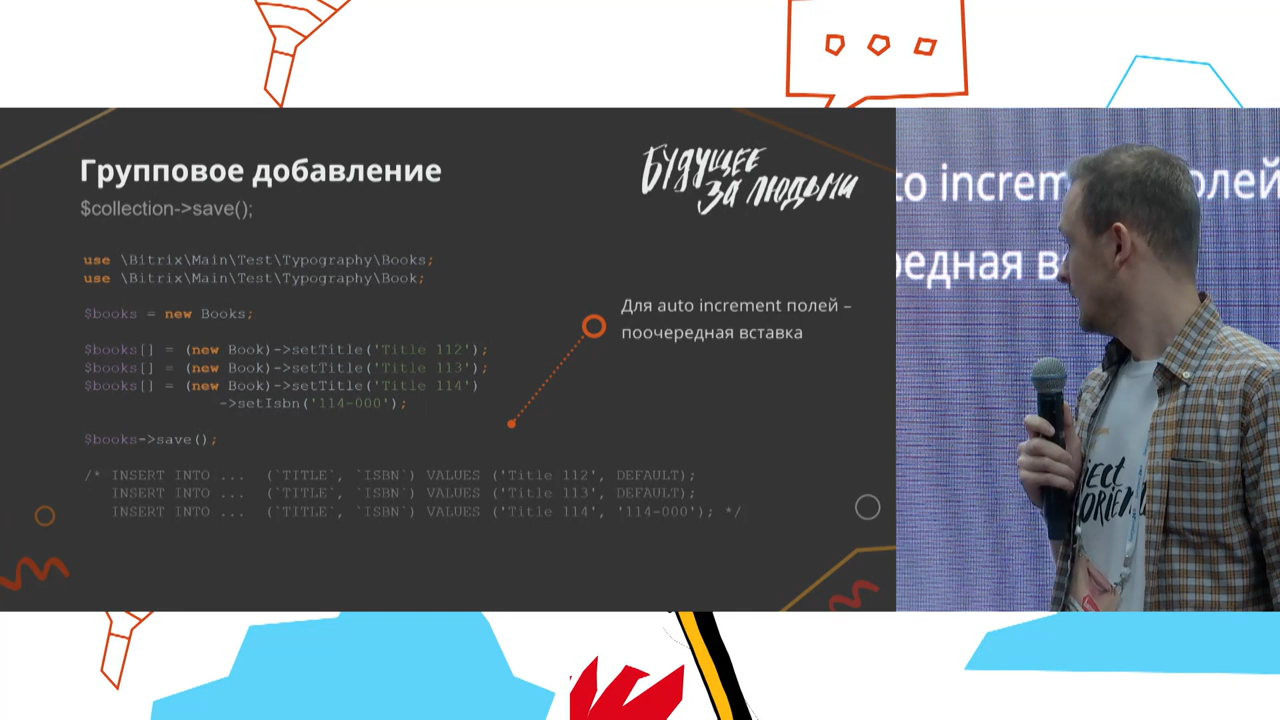 Групповое добавление
$collection->save();
Будущее
за людьми
use \Bitrix\Main\Test\Typography\Books;
use \Bitrix\Main\Test\Typography\Book;
$books = new Books;
$books[] = (new Book)->setTitle('Title 112');
$books[] = (new Book)->setTitle('Title 113');
$books[] = (new Book)->setTitle('Title 114')
->setIsbn('114-000');
$books->save();
/* INSERT INTO ... (`TITLE`, `ISBN`) VALUES ('Title 112', DEFAULT);
INSERT INTO ... (`TITLE`, `ISBN`) VALUES ('Title 113', DEFAULT);
INSERT INTO ... (`TITLE`, `ISBN`) VALUES ('Title 114', '114-000'); */
Для auto increment полей –
поочередная вставка